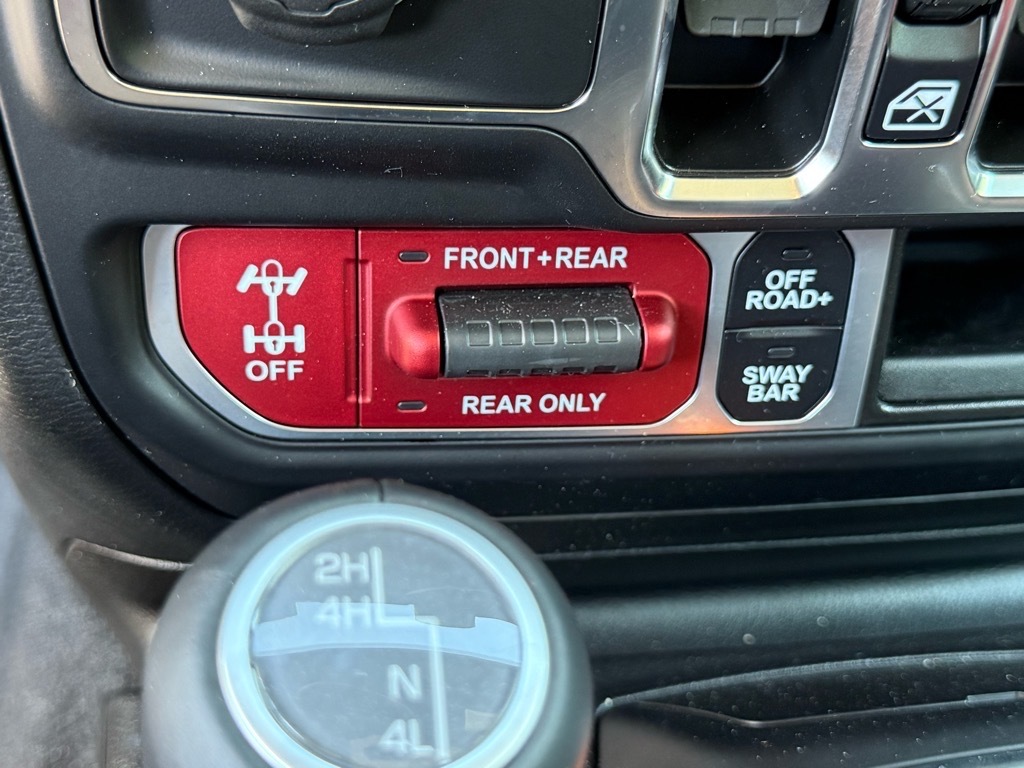 FRONT+REAR
OFF
REAR ONLY
OFF
ROAD+
SWAY
BAR
2H
4H
N
4L